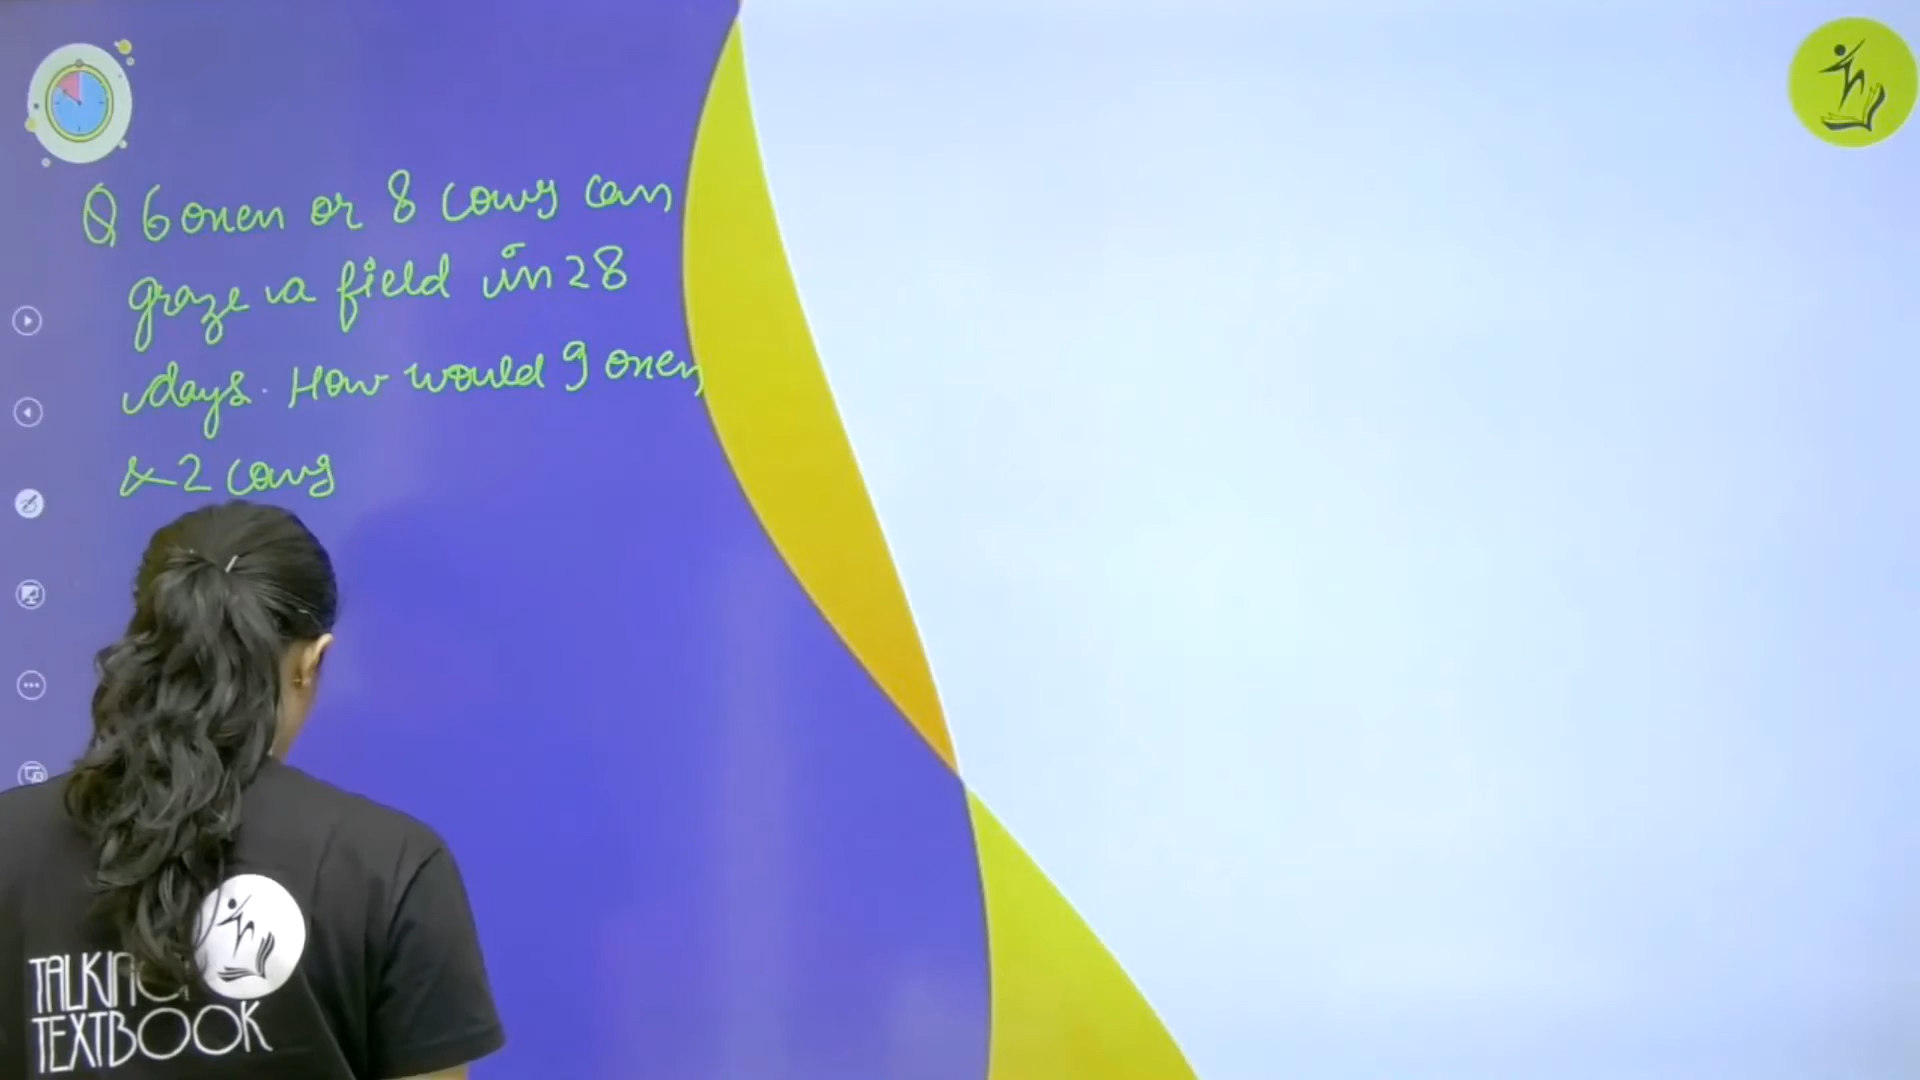 Q 6 oxen or 8 cows can
graze a field in 28
days. How would 9 oxen
& 2 cows
TALKING
TEXTBOOK